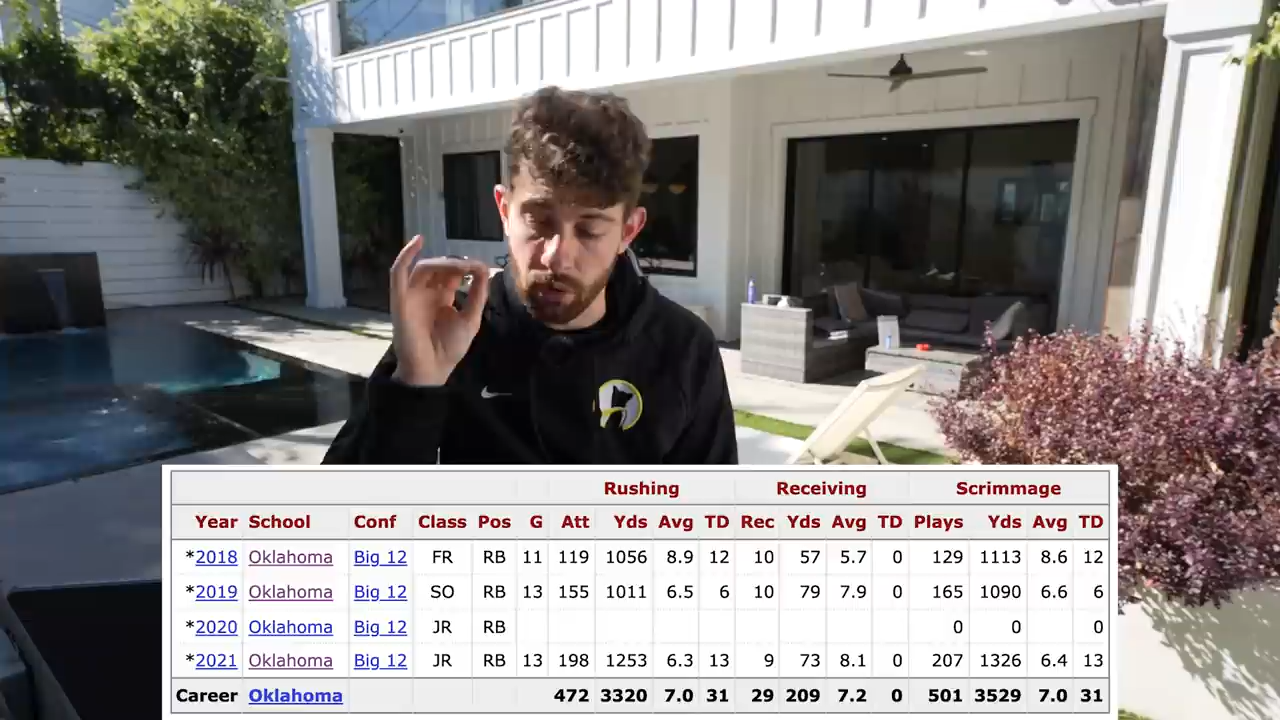 Rushing Receiving Scrimmage
Year School Conf Class Pos G Att Yds Avg TD Rec Yds Avg TD Plays Yds Avg TD
*2018 Oklahoma Big 12 FR RB 11 119 1056 8.9 12 10 57 5.7 0 129 1113 8.6 12
*2019 Oklahoma Big 12 SO RB 13 155 1011 6.5 6 10 79 7.9 0 165 1090 6.6 6
*2020 Oklahoma Big 12 JR RB 0 0 0
*2021 Oklahoma Big 12 JR RB 13 198 1253 6.3 13 9 73 8.1 0 207 1326 6.4 13
Career Oklahoma 472 3320 7.0 31 29 209 7.2 0 501 3529 7.0 31